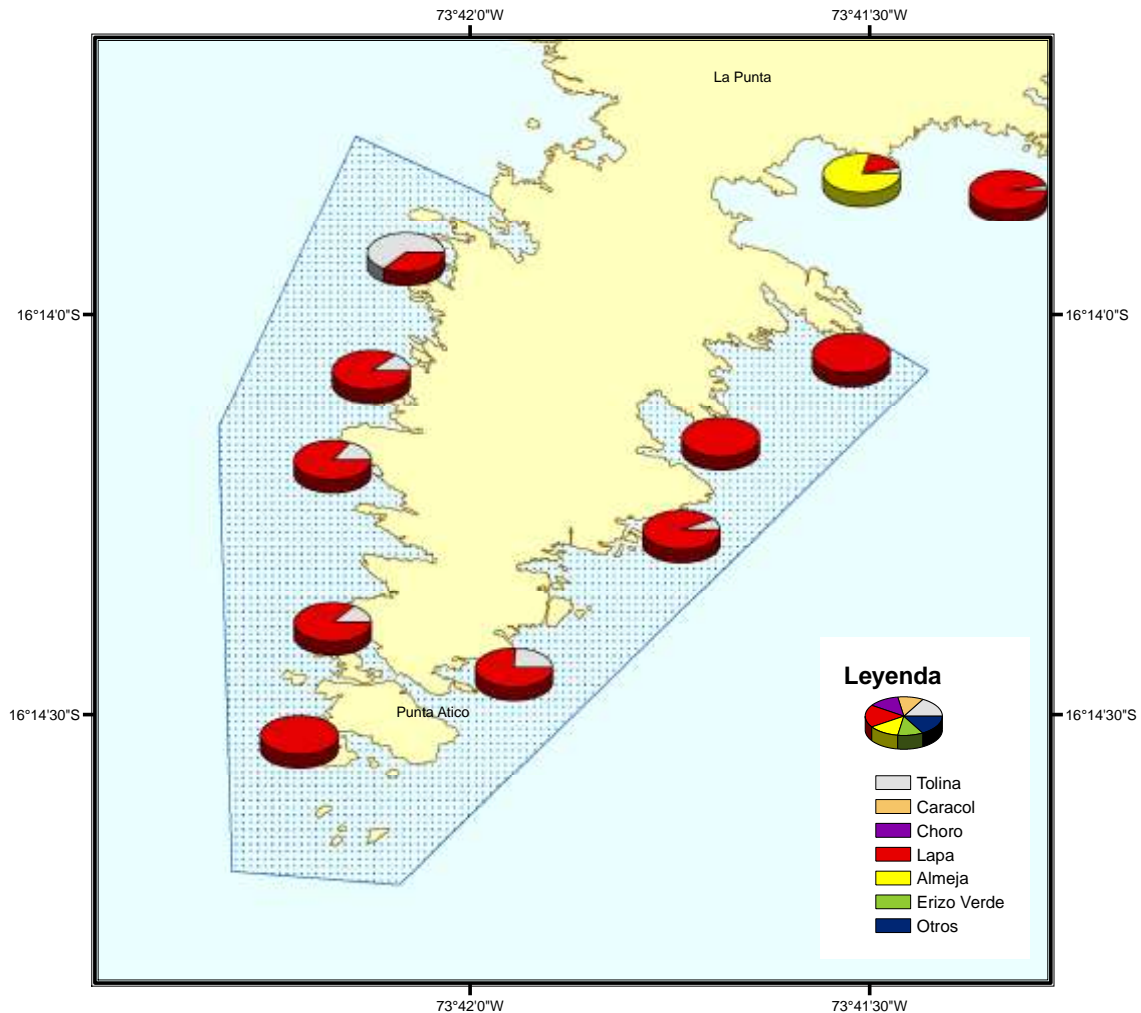 73°42'0"W
73°41'30"W
La Punta
16°14'0"S
16°14'0"S
Leyenda
16°14'30"S
Punta Atico
16°14'30"S
Tolina
Caracol
Choro
Lapa
Almeja
Erizo Verde
Otros
73°42'0"W
73°41'30"W